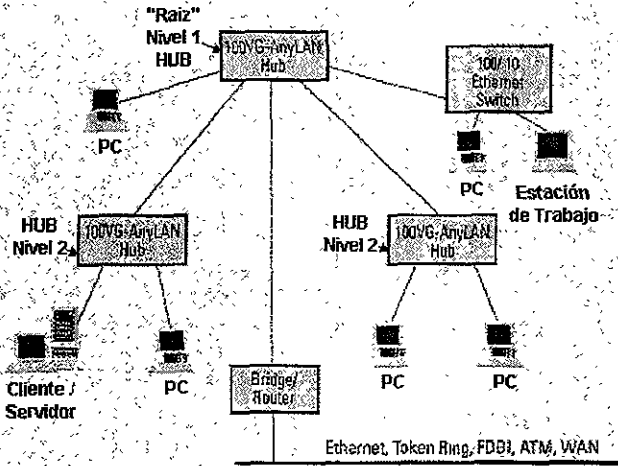 "Raiz"
Nivel 1
HUB
100VG-AnyLAN
Hub
100/10
Ethernet
Switch
PC
PC
Estación
de Trabajo
HUB
Nivel 2
100VG-AnyLAN
Hub
HUB
Nivel 2
100VG-AnyLAN
Hub
Cliente /
Servidor
PC
Bridge/
Router
PC
PC
Ethernet, Token Ring, FDDI, ATM, WAN